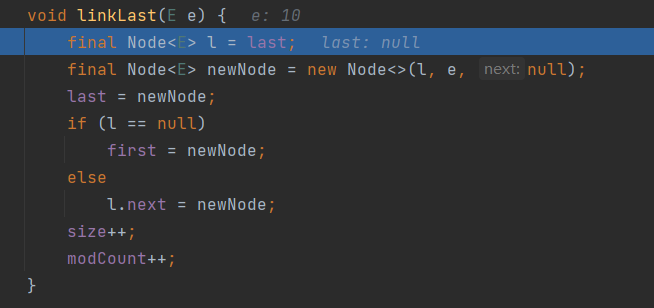 void linkLast(E e) {  e: 10
    final Node<E> l = last;  last: null
    final Node<E> newNode = new Node<>(l, e, next: null);
    last = newNode;
    if (l == null)
        first = newNode;
    else
        l.next = newNode;
    size++;
    modCount++;
}